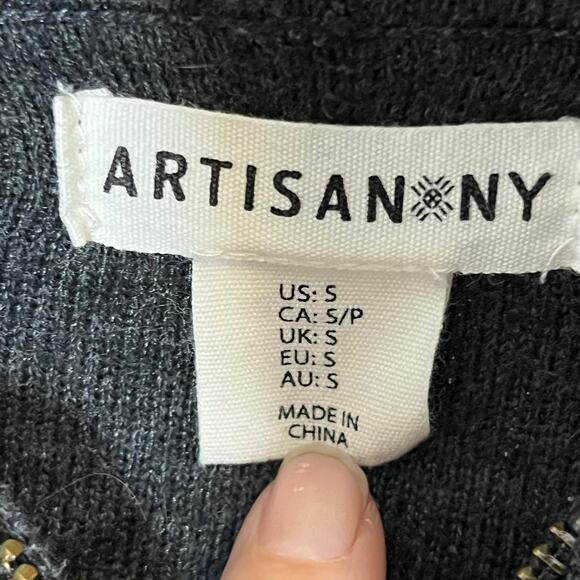 ARTISAN NY
US: S
CA: S/P
UK: S
EU: S
AU: S
MADE IN
CHINA